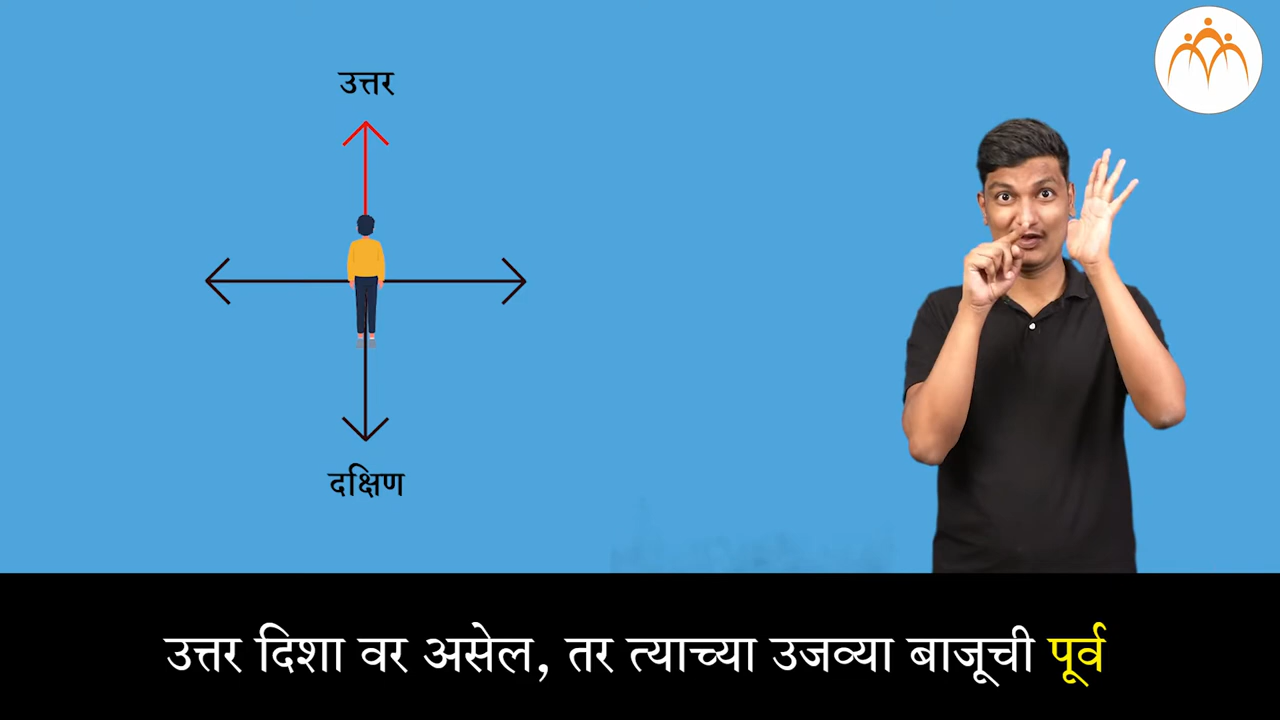 उत्तर
दक्षिण
उत्तर दिशा वर असेल, तर त्याच्या उजव्या बाजूची पूर्व